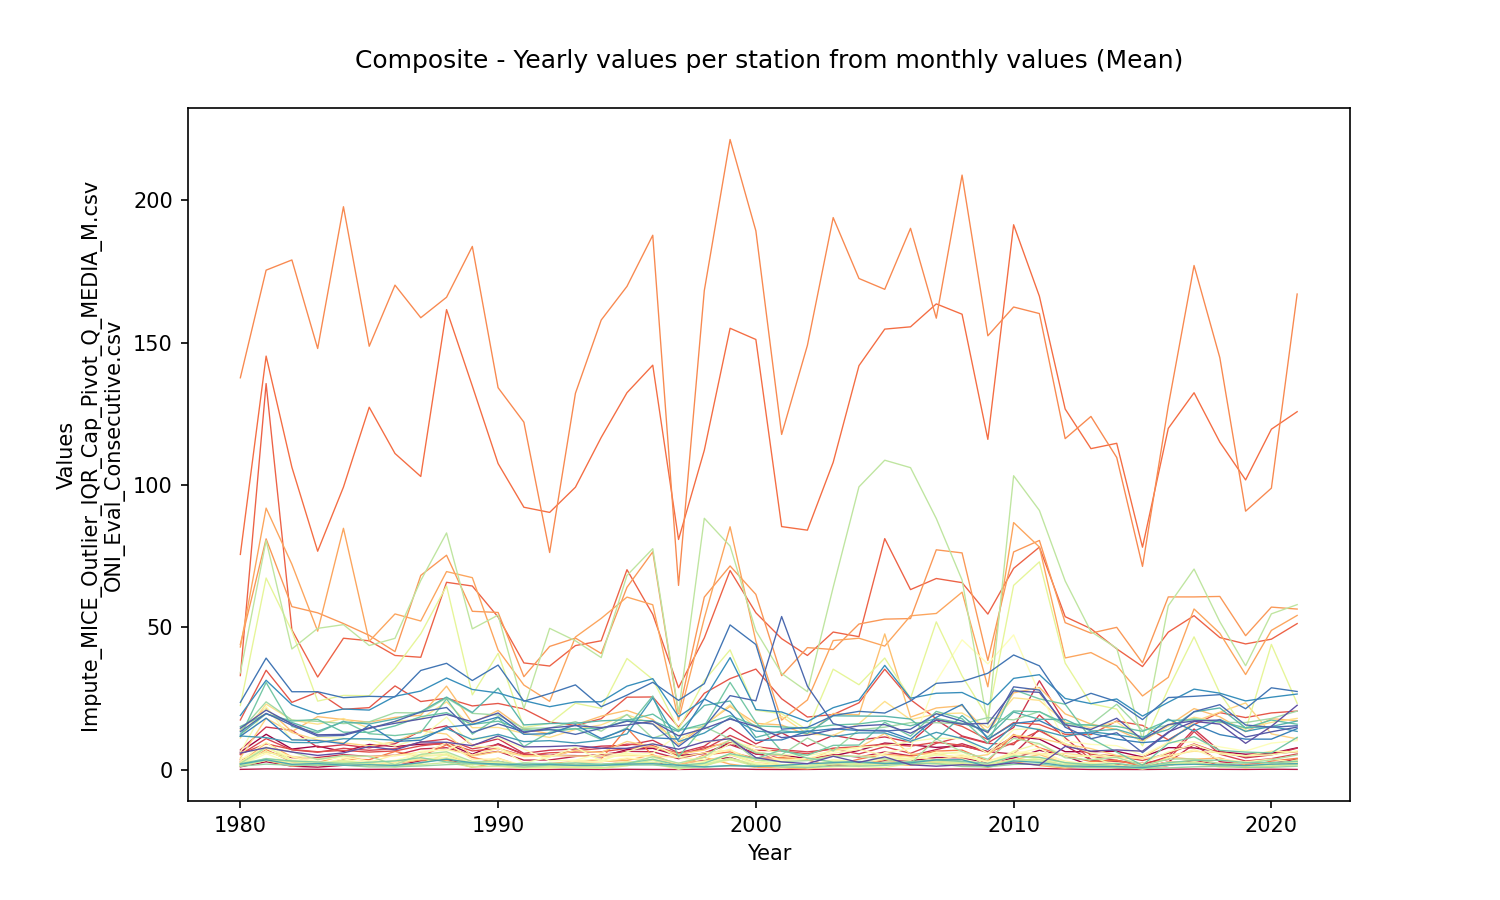 Composite - Yearly values per station from monthly values (Mean)
Values
Impute_MICE_Outlier_IQR_Cap_Pivot_Q_MEDIA_M.csv
ONI_Eval_Consecutive.csv
200
150
100
50
0
1980 1990 2000 2010 2020
Year